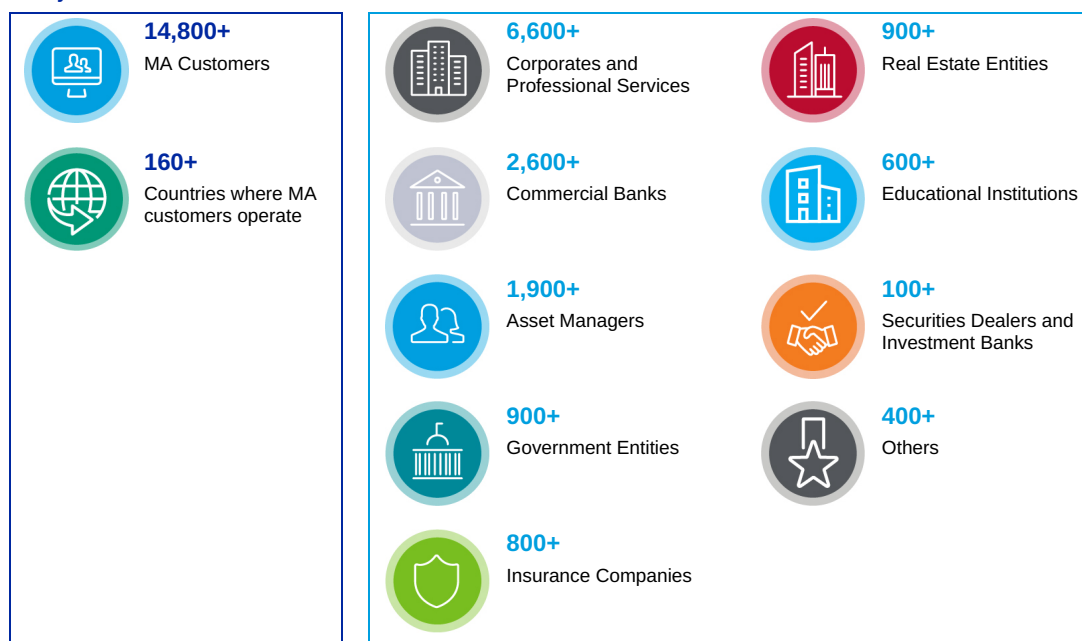 14,800+
MA Customers
160+
Countries where MA
customers operate
6,600+
Corporates and
Professional Services
2,600+
Commercial Banks
1,900+
Asset Managers
900+
Government Entities
800+
Insurance Companies
900+
Real Estate Entities
600+
Educational Institutions
100+
Securities Dealers and
Investment Banks
400+
Others